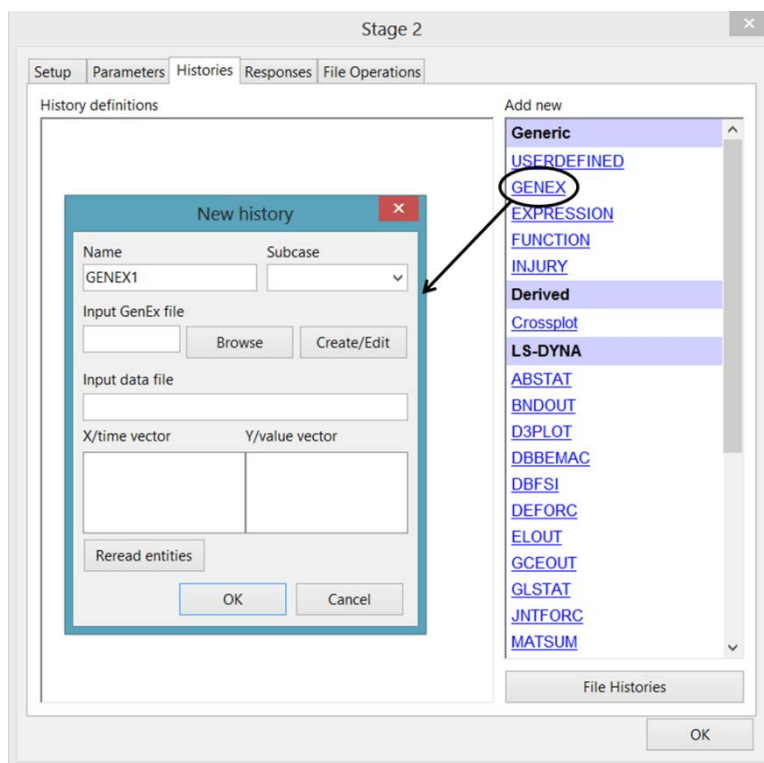 Stage 2
Setup Parameters Histories Responses File Operations
History definitions
New history
Name Subcase
GENEX1
Input GenEx file
Browse Create/Edit
Input data file
X/time vector Y/value vector
Reread entities
OK Cancel
Add new
Generic
USERDEFINED
GENEX
EXPRESSION
FUNCTION
INJURY
Derived
Crossplot
LS-DYNA
ABSTAT
BNDOUT
D3PLOT
DBBEMAC
DBFSI
DEFORC
ELOUT
GCEOUT
GLSTAT
JNTFORC
MATSUM
File Histories
OK